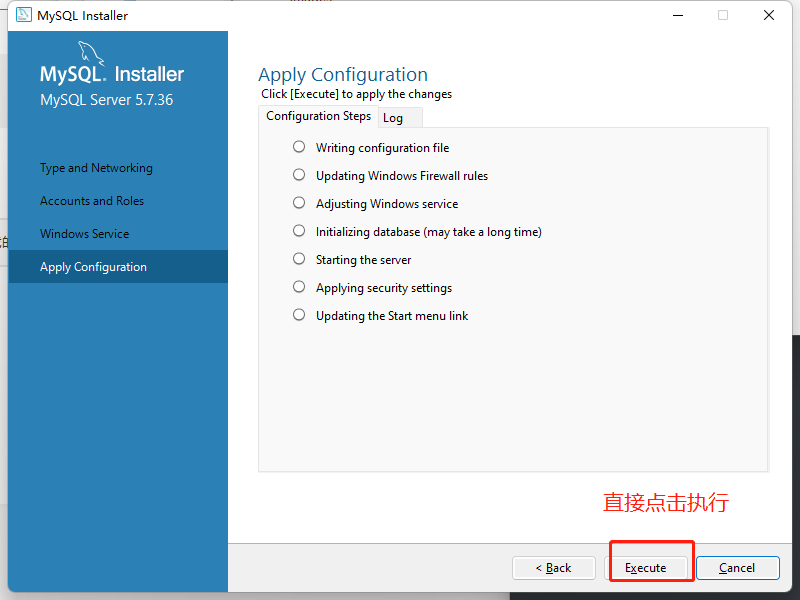 MySQL Installer
MySQL. Installer
MySQL Server 5.7.36
Type and Networking
Accounts and Roles
Windows Service
Apply Configuration
Apply Configuration
Click [Execute] to apply the changes
Configuration Steps
Log
Writing configuration file
Updating Windows Firewall rules
Adjusting Windows service
Initializing database (may take a long time)
Starting the server
Applying security settings
Updating the Start menu link
直接点击执行
< Back
Execute
Cancel